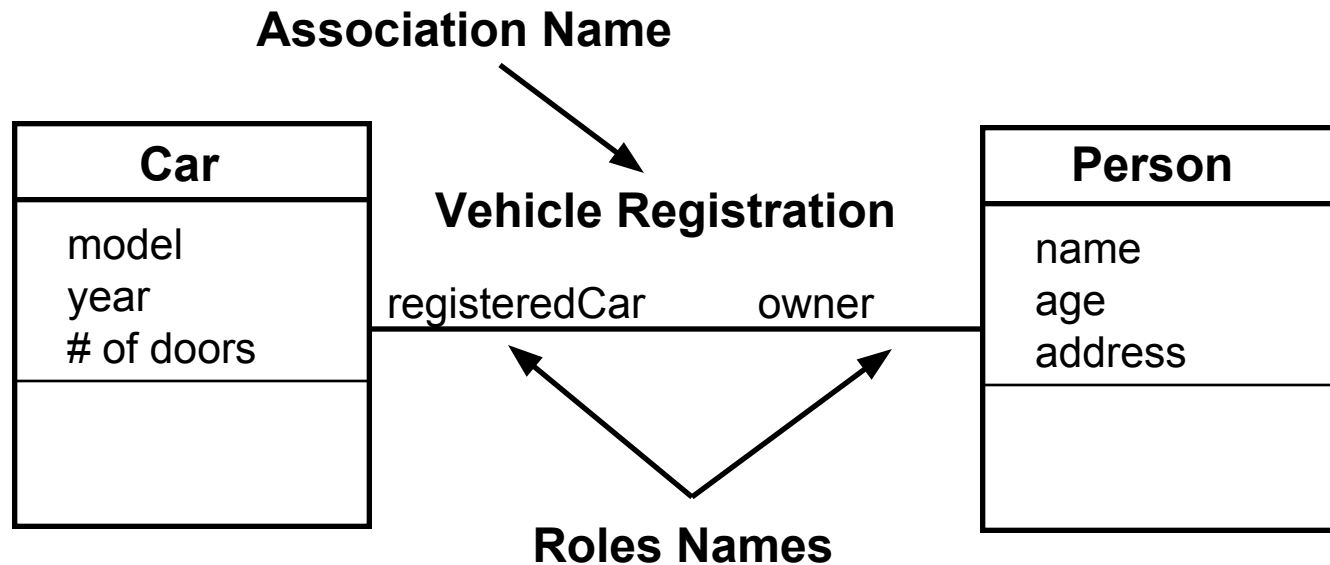 Association Name
Car
model
year
# of doors
Vehicle Registration
registeredCar owner
Person
name
age
address
Roles Names